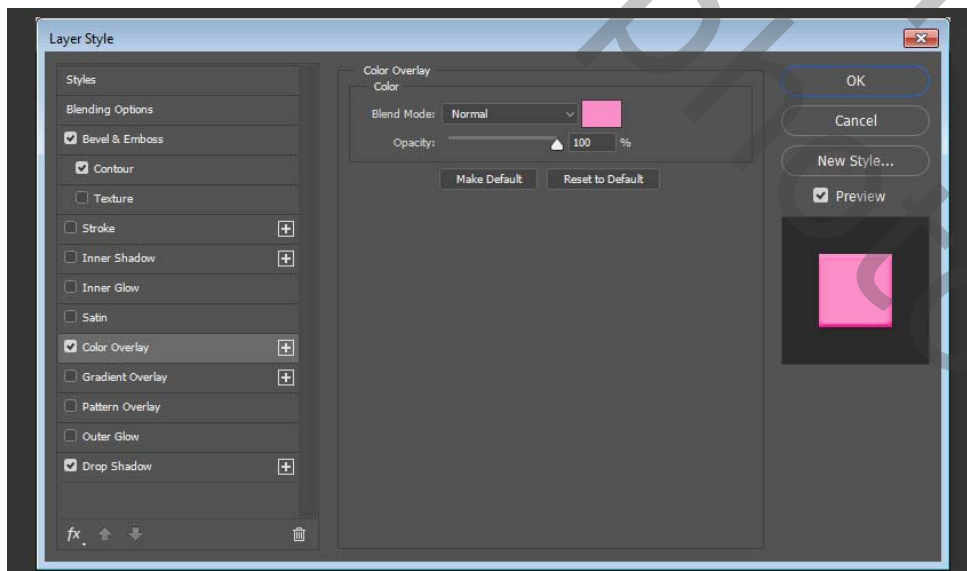 Layer Style
Styles
Blending Options
Bevel & Emboss
Contour
Texture
Stroke
Inner Shadow
Inner Glow
Satin
Color Overlay
Gradient Overlay
Pattern Overlay
Outer Glow
Drop Shadow
fx
Color Overlay
Color
Blend Mode: Normal
Opacity: 100 %
Make Default Reset to Default
OK
Cancel
New Style...
Preview